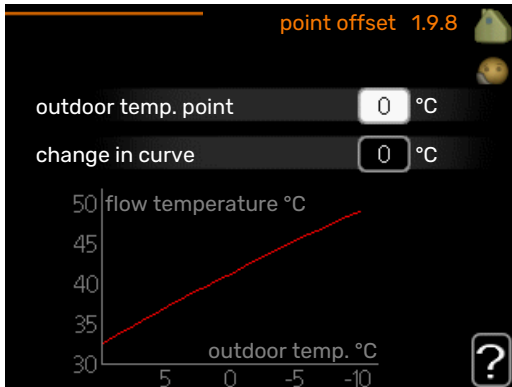 point offset 1.9.8
outdoor temp. point 0 °C
change in curve 0 °C
50 flow temperature °C
45
40
35
outdoor temp. °C
30
5 0 -5 -10
?